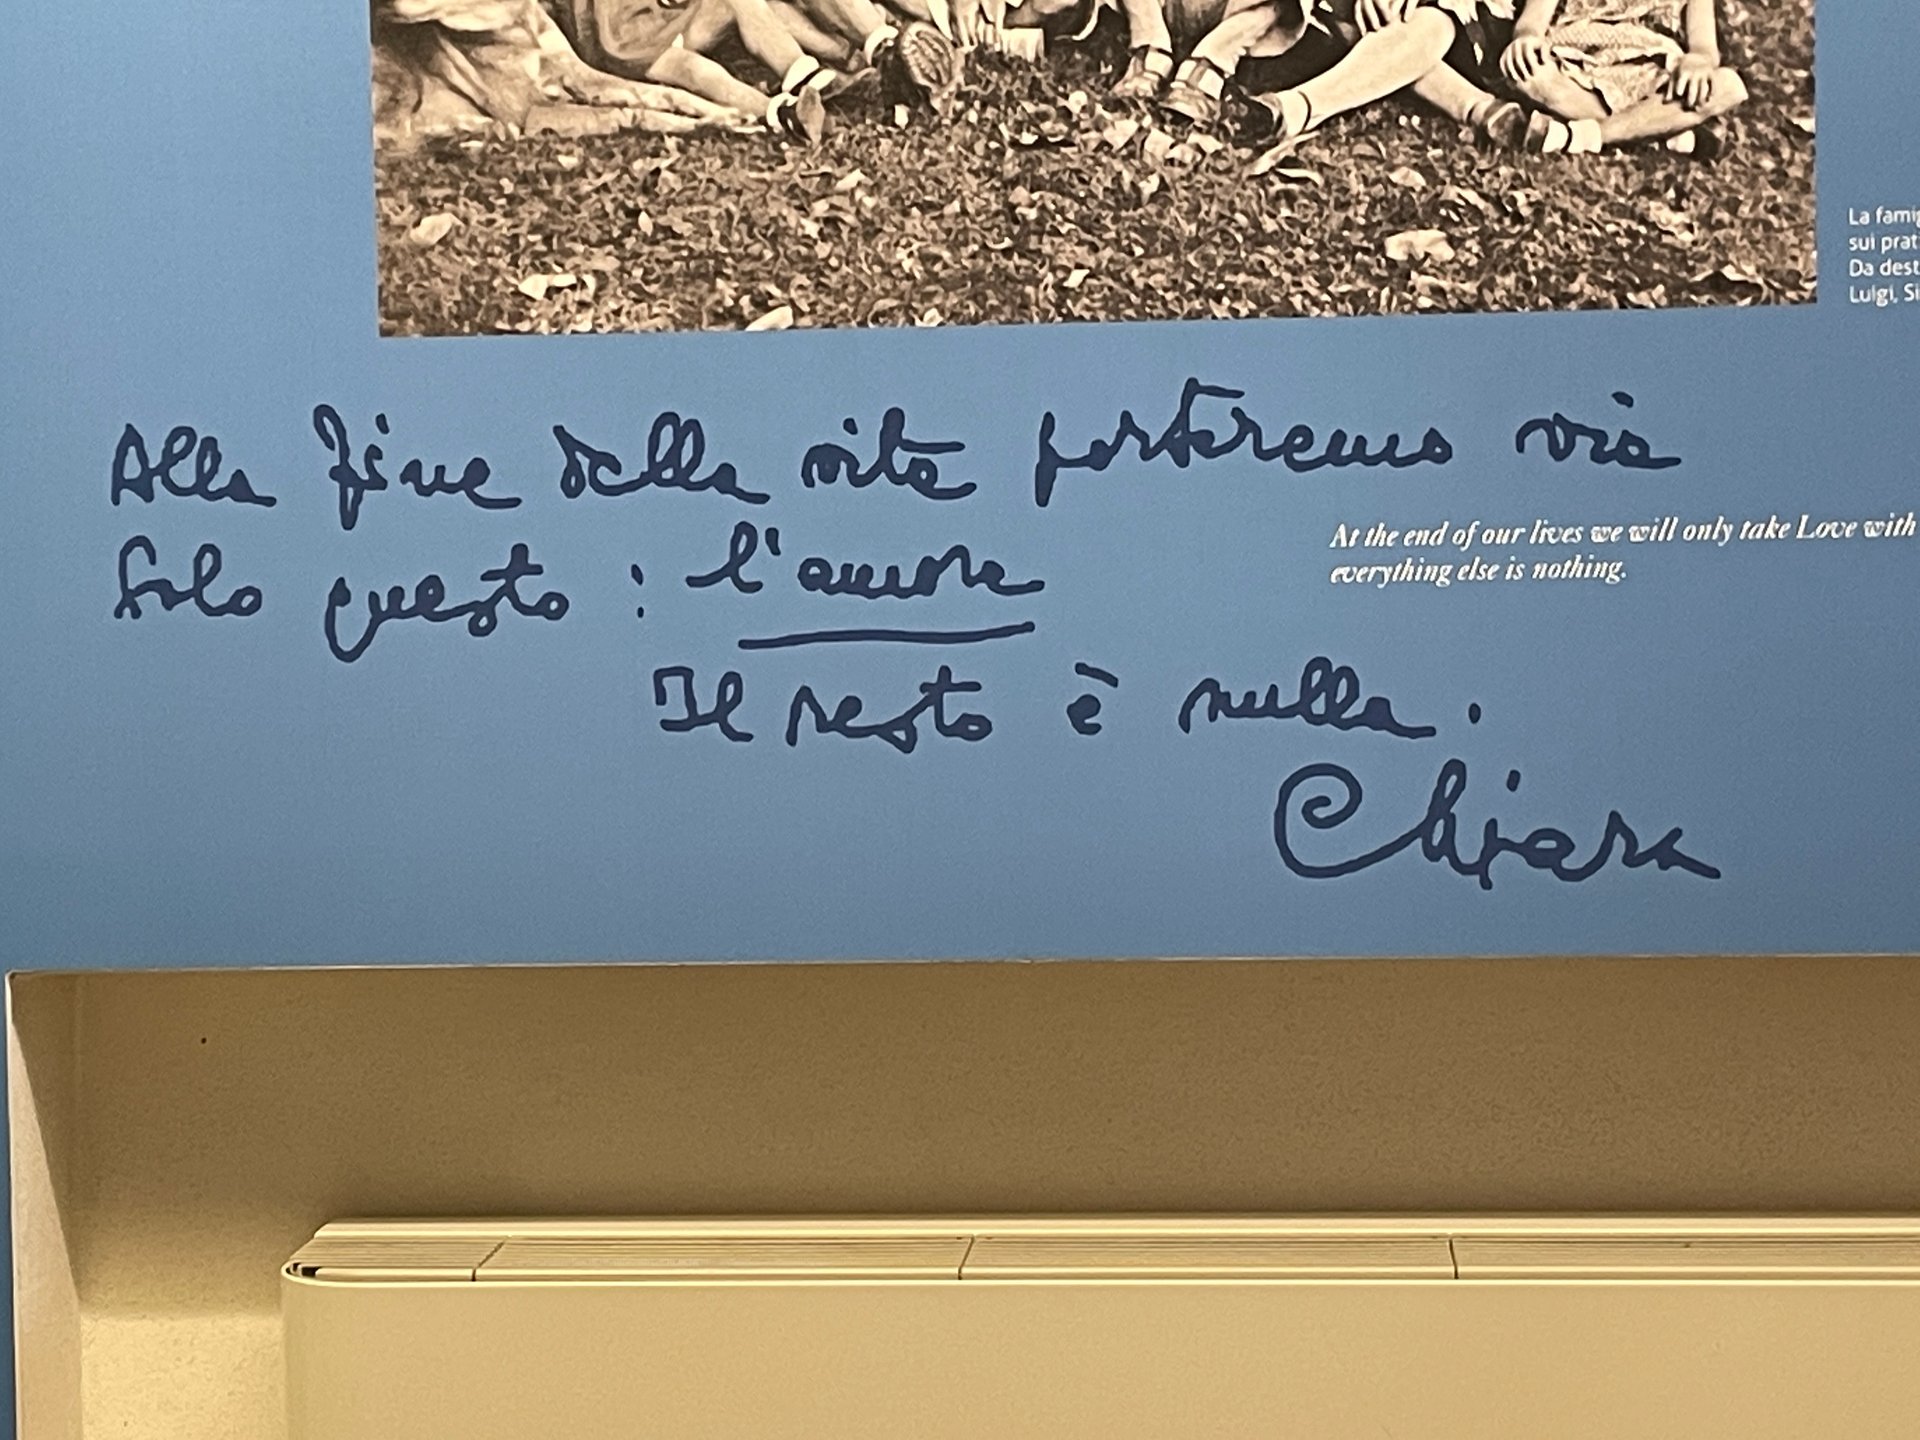 La fami
sui prat
Da dest
Luigi, Si
Alla fine della vita porteremo via
solo questo: l'amore
Il resto è nulla.
Chiara
At the end of our lives we will only take Love with
everything else is nothing.